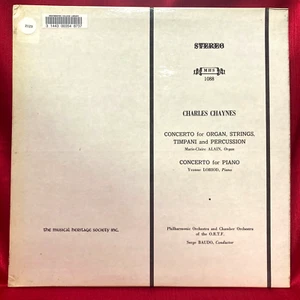 STEREO
MHS
1088
CHARLES CHAYNES
CONCERTO for ORGAN, STRINGS,
TIMPANI and PERCUSSION
Marie-Claire ALAIN, Organ
CONCERTO for PIANO
Yvonne LORIOD, Piano
Philharmonic Orchestra and Chamber Orchestra
of the O.R.T.F.
Serge BAUDO, Conductor
the musical heritage society inc.